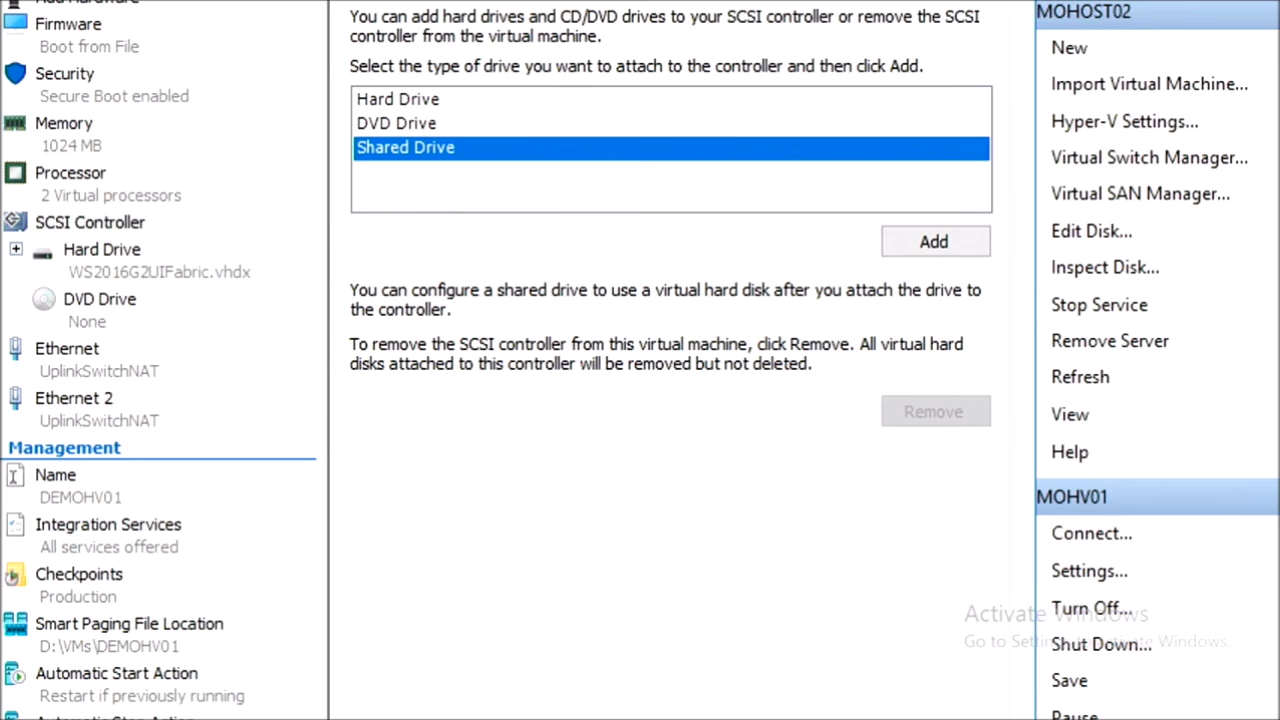 Firmware
Boot from File
Security
Secure Boot enabled
Memory
1024 MB
Processor
2 Virtual processors
SCSI Controller
Hard Drive
WS2016G2UIFabric.vhdx
DVD Drive
None
Ethernet
UplinkSwitchNAT
Ethernet 2
UplinkSwitchNAT
Management
Name
DEMOHV01
Integration Services
All services offered
Checkpoints
Production
Smart Paging File Location
D:\VMs\DEMOHV01
Automatic Start Action
Restart if previously running
You can add hard drives and CD/DVD drives to your SCSI controller or remove the SCSI
controller from the virtual machine.
Select the type of drive you want to attach to the controller and then click Add.
Hard Drive
DVD Drive
Shared Drive
Add
You can configure a shared drive to use a virtual hard disk after you attach the drive to
the controller.
To remove the SCSI controller from this virtual machine, click Remove. All virtual hard
disks attached to this controller will be removed but not deleted.
Remove
MOHOST02
New
Import Virtual Machine...
Hyper-V Settings...
Virtual Switch Manager...
Virtual SAN Manager...
Edit Disk...
Inspect Disk...
Stop Service
Remove Server
Refresh
View
Help
MOHV01
Connect...
Settings...
Turn Off...
Shut Down...
Save
Pause
Activate Windows
Go to Settings to activate Windows.